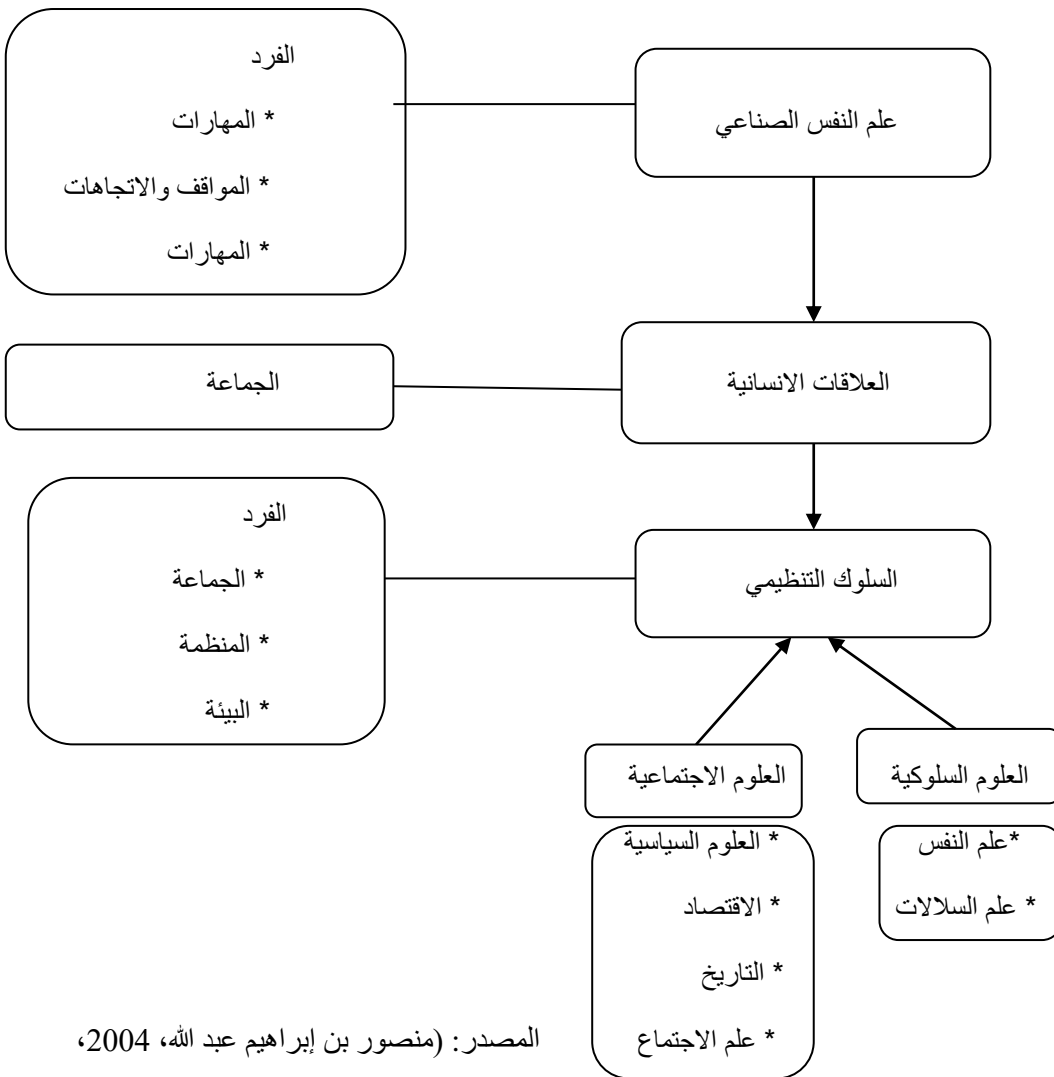 علم النفس الصناعي
الفرد
* المهارات
* المواقف والاتجاهات
* المهارات
العلاقات الانسانية
الجماعة
السلوك التنظيمي
الفرد
* الجماعة
* المنظمة
* البيئة
العلوم السلوكية
*علم النفس
* علم السلالات
العلوم الاجتماعية
* العلوم السياسية
* الاقتصاد
* التاريخ
* علم الاجتماع
المصدر: (منصور بن إبراهيم عبد الله، 2004،